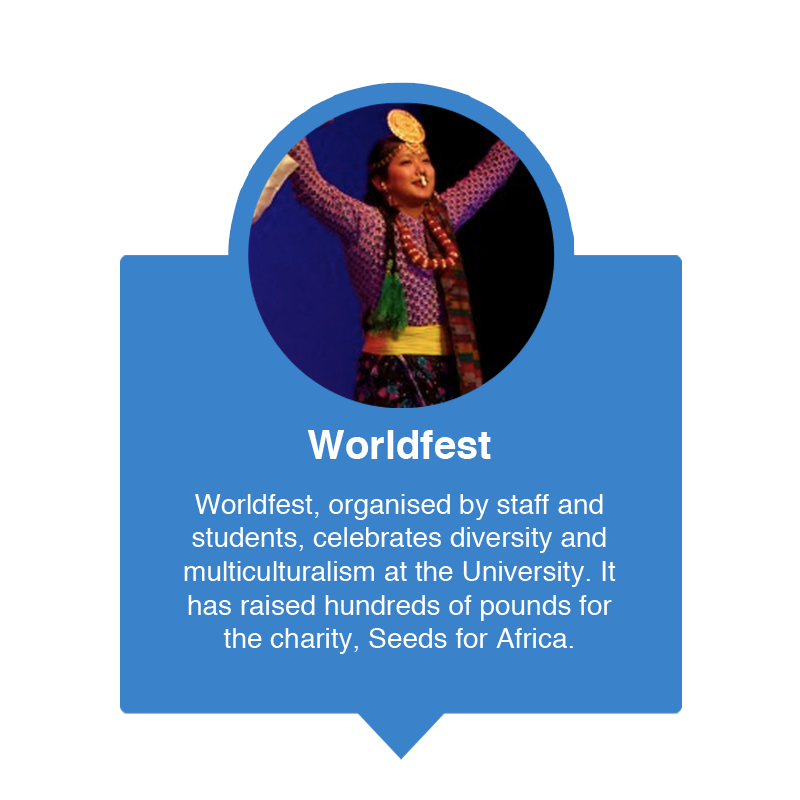 Worldfest
Worldfest, organised by staff and
students, celebrates diversity and
multiculturalism at the University. It
has raised hundreds of pounds for
the charity, Seeds for Africa.